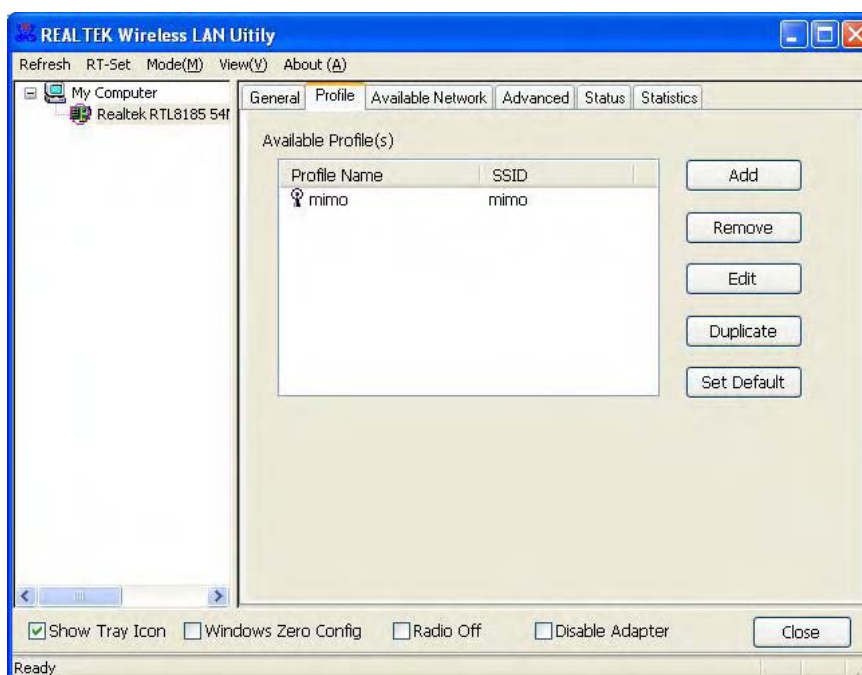 REALTEK Wireless LAN Uitily
Refresh RT-Set Mode(M) View(V) About (A)
My Computer
Realtek RTL8185 54M
General Profile Available Network Advanced Status Statistics
Available Profile(s)
Profile Name SSID
mimo mimo
Add
Remove
Edit
Duplicate
Set Default
Show Tray Icon Windows Zero Config Radio Off Disable Adapter Close
Ready